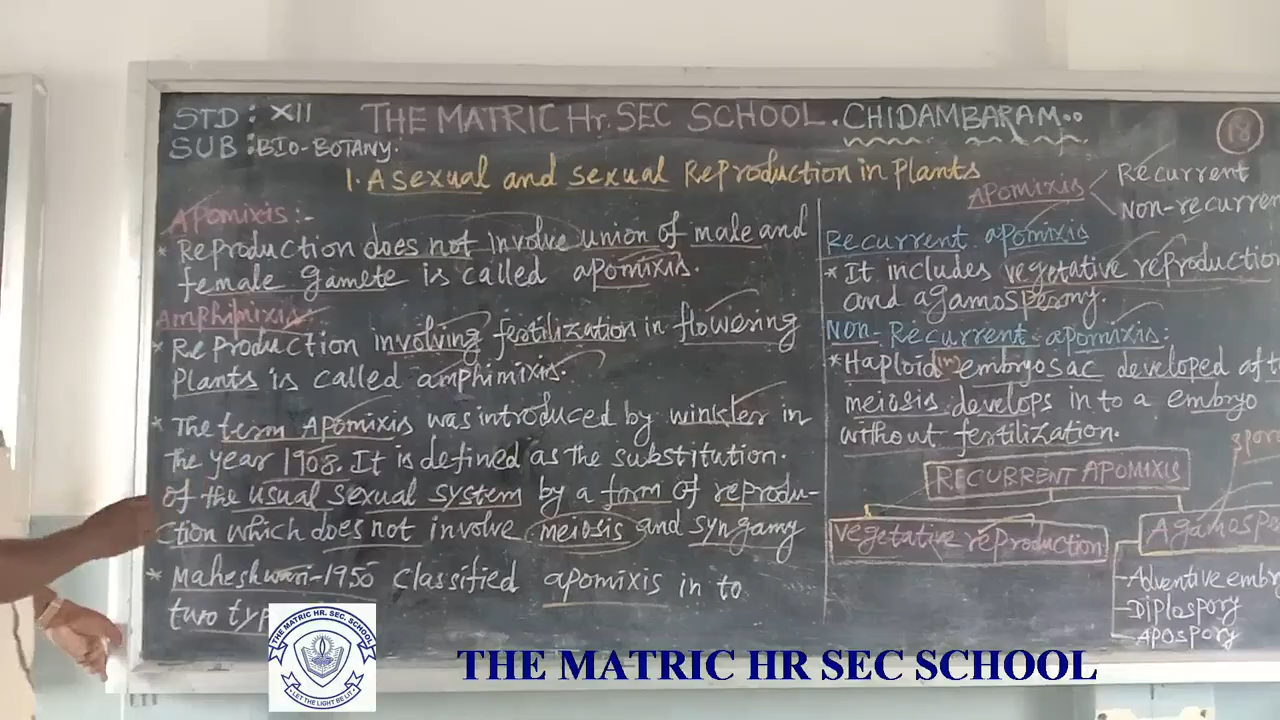 STD: XII THE MATRIC Hr. SEC SCHOOL. CHIDAMBARAM..
18
SUB: BIO-BOTANY.
1. Asexual and sexual Reproduction in Plants
Apomixis:-
* Reproduction does not involve union of male and
female gamete is called apomixis.
Amphimixis:
* Reproduction involving fertilization in flowering
Plants is called amphimixis.
* The term Apomixis was introduced by winkler in
the year 1908. It is defined as the substitution.
of the usual sexual system by a form of reprodu-
ction which does not involve meiosis and syngamy
* Maheshwari-1950 classified apomixis in to
two typ
Apomixis
Recurrent
Non-recurren
Recurrent apomixis
* It includes vegetative reproduction
and agamospermy.
Non-Recurrent apomixis:
* Haploid (n) embryosac developed aft
meiosis develops in to a embryo
without fertilization.
RECURRENT APOMIXIS
Vegetative reproduction
Agamospe
Adventive embry
Diplospory
Apospory
THE MATRIC HR. SEC. SCHOOL
LET THE LIGHT BE LIT
THE MATRIC HR SEC SCHOOL